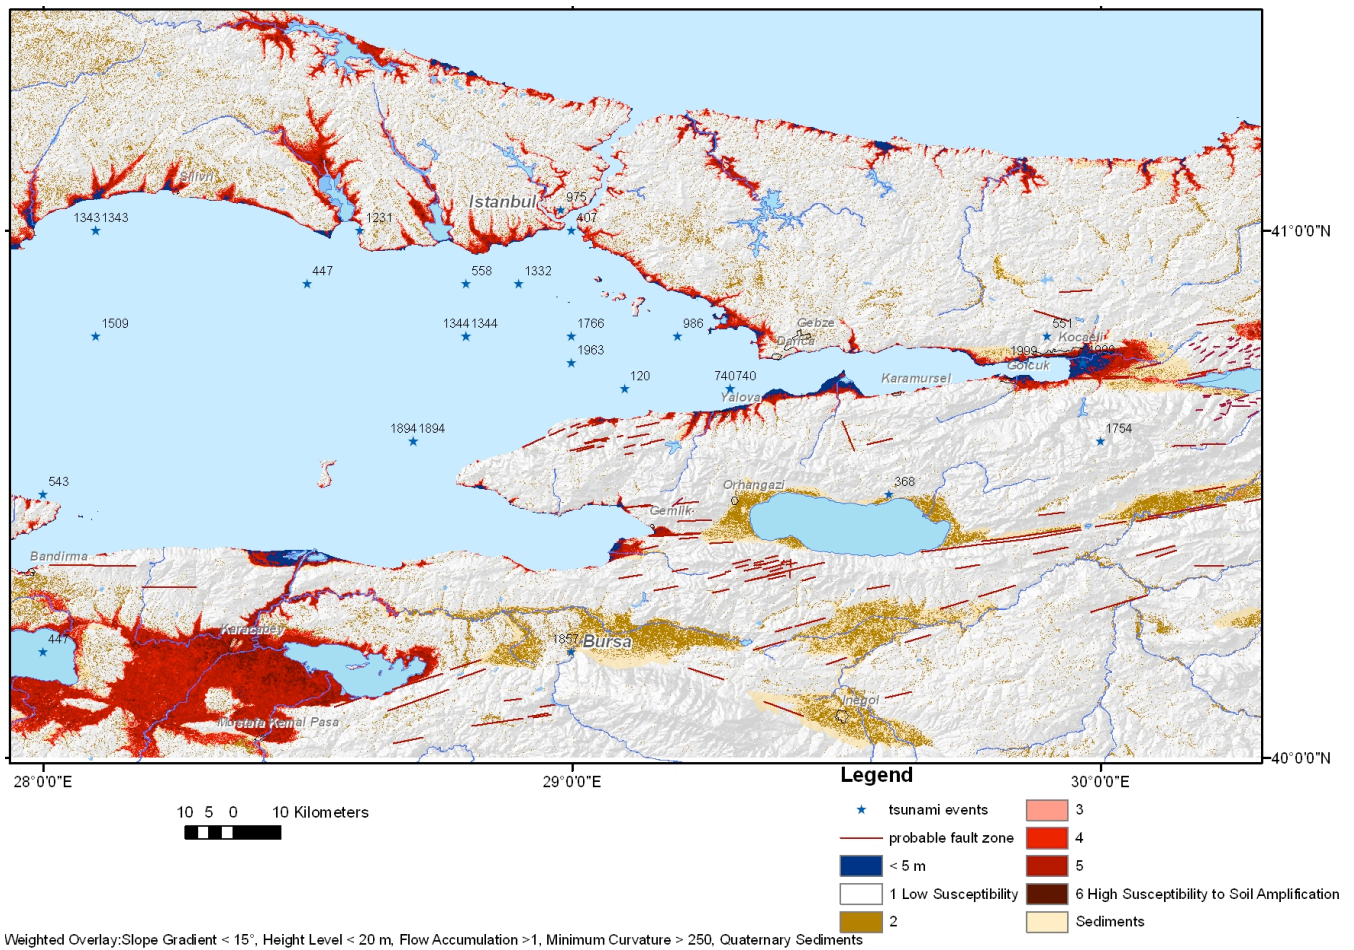 Silivri
Istanbul
975
407
1343 1343
1231
41°0'0"N
447
558
1332
1509
1344 1344
1766
986
Gebze
551
Kocaeli
Darica
1963
1999
1999
Golcuk
120
740 740
Karamursel
Yalova
1894 1894
1754
543
368
Orhangazi
Gemlik
Bandirma
Karacabey
447
1857
Bursa
Inegol
Mustafa Kemal Pasa
40°0'0"N
28°0'0"E
29°0'0"E
30°0'0"E
Legend
10 5 0 10 Kilometers
tsunami events
3
probable fault zone
4
< 5 m
5
1 Low Susceptibility
6 High Susceptibility to Soil Amplification
2
Sediments
Weighted Overlay:Slope Gradient < 15°, Height Level < 20 m, Flow Accumulation >1, Minimum Curvature > 250, Quaternary Sediments